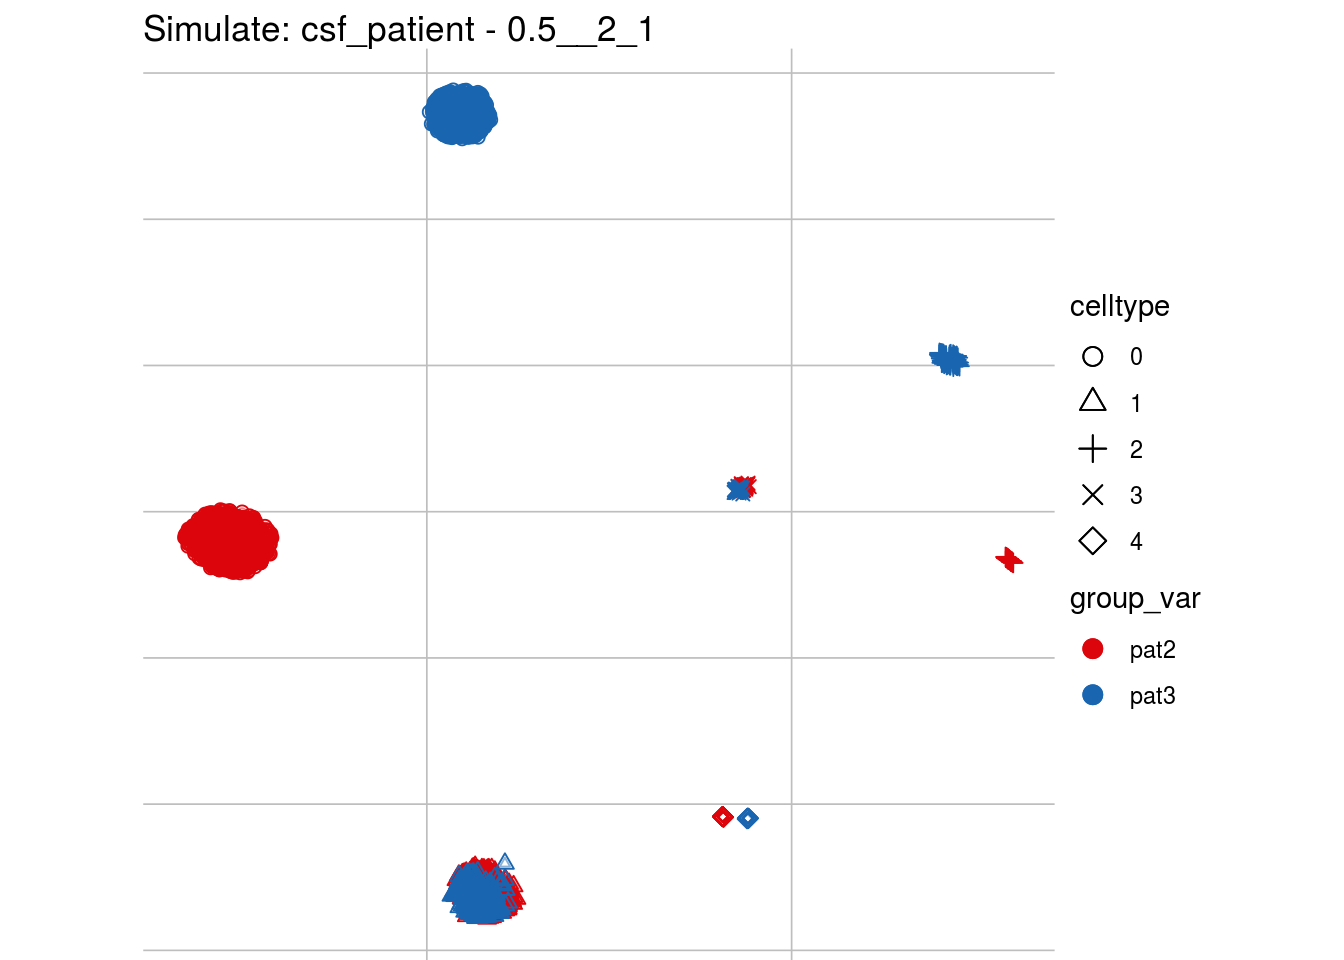 Simulate: csf_patient - 0.5__2_1
celltype
0
1
2
3
4
group_var
pat2
pat3